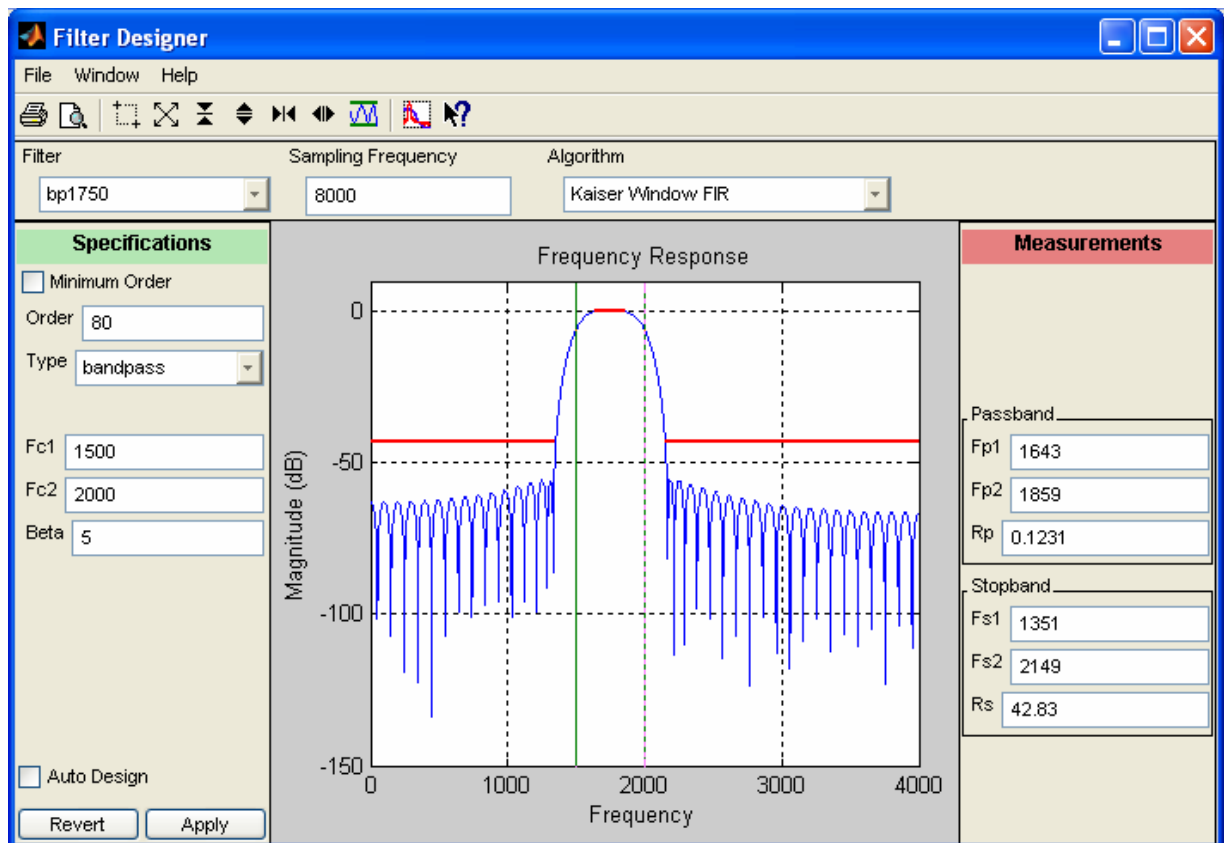 Filter Designer
File Window Help
Filter
Sampling Frequency
Algorithm
bp1750
8000
Kaiser Window FIR
Specifications
Minimum Order
Order 80
Type bandpass
Fc1 1500
Fc2 2000
Beta 5
Auto Design
Revert Apply
Frequency Response
Magnitude (dB)
0
-50
-100
-150
0 1000 2000 3000 4000
Frequency
Measurements
Passband
Fp1 1643
Fp2 1859
Rp 0.1231
Stopband
Fs1 1351
Fs2 2149
Rs 42.83